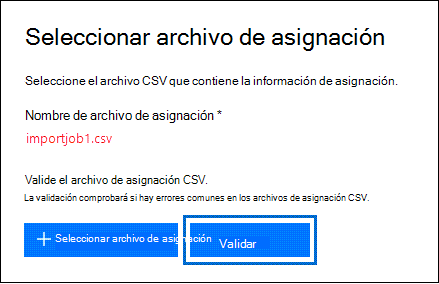 Seleccionar archivo de asignación
Seleccione el archivo CSV que contiene la información de asignación.
Nombre de archivo de asignación *
importjob1.csv
Valide el archivo de asignación CSV.
La validación comprobará si hay errores comunes en los archivos de asignación CSV.
Seleccionar archivo de asignación
Validar